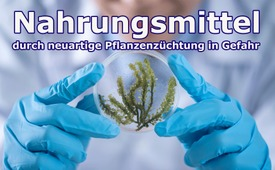 Nahrungsmittel
durch neuartige Pflanzenzüchtung in Gefahr